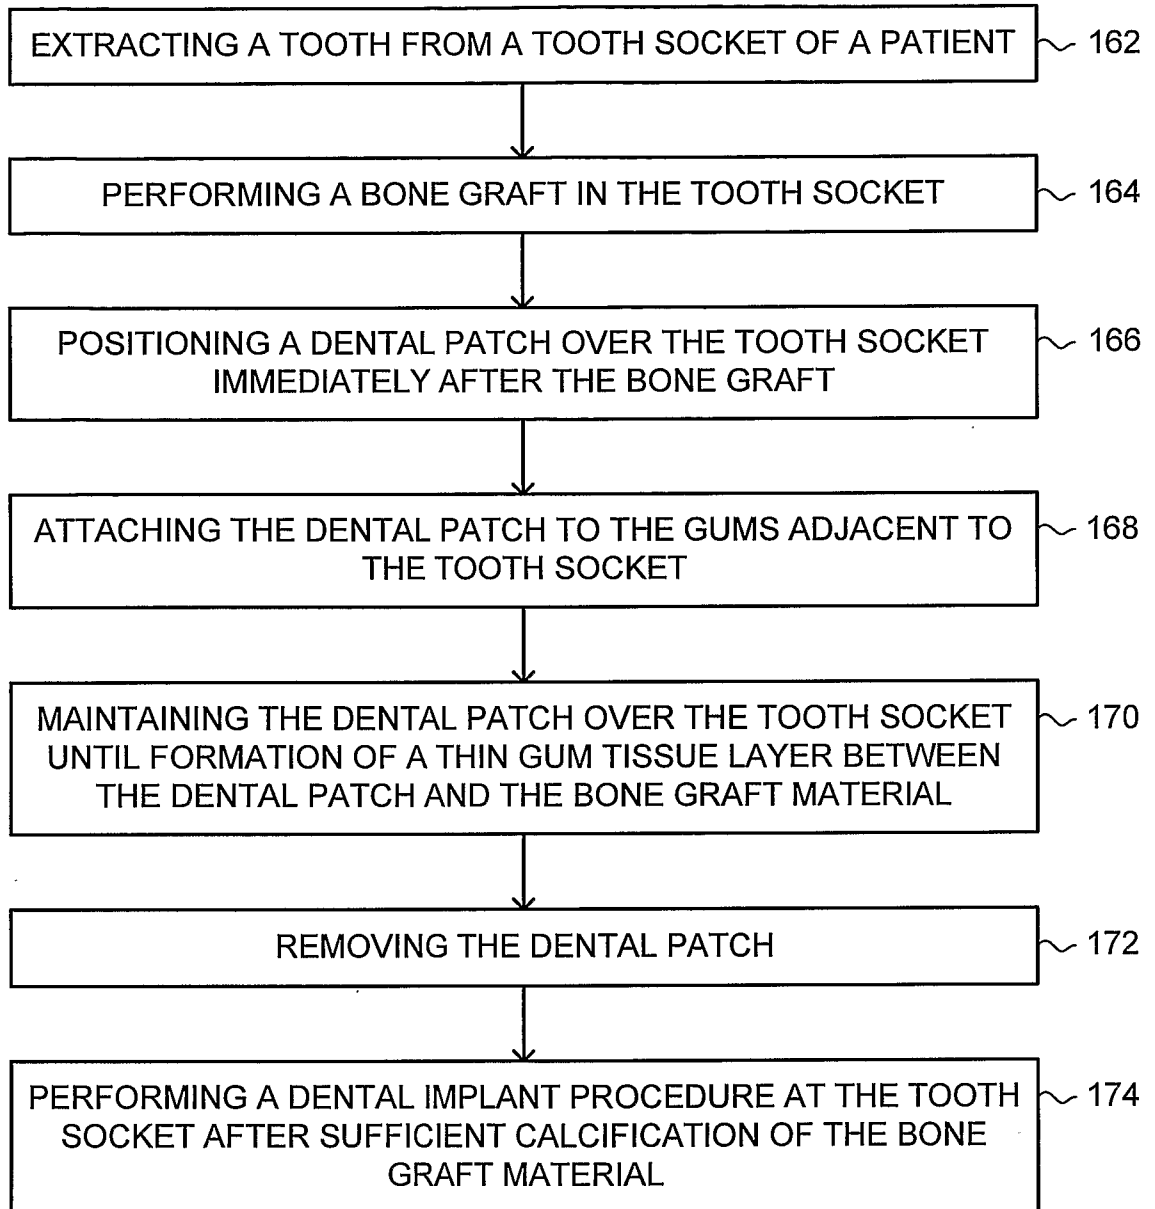 EXTRACTING A TOOTH FROM A TOOTH SOCKET OF A PATIENT
162
PERFORMING A BONE GRAFT IN THE TOOTH SOCKET
164
POSITIONING A DENTAL PATCH OVER THE TOOTH SOCKET
IMMEDIATELY AFTER THE BONE GRAFT
166
ATTACHING THE DENTAL PATCH TO THE GUMS ADJACENT TO
THE TOOTH SOCKET
168
MAINTAINING THE DENTAL PATCH OVER THE TOOTH SOCKET
UNTIL FORMATION OF A THIN GUM TISSUE LAYER BETWEEN
THE DENTAL PATCH AND THE BONE GRAFT MATERIAL
170
REMOVING THE DENTAL PATCH
172
PERFORMING A DENTAL IMPLANT PROCEDURE AT THE TOOTH
SOCKET AFTER SUFFICIENT CALCIFICATION OF THE BONE
GRAFT MATERIAL
174